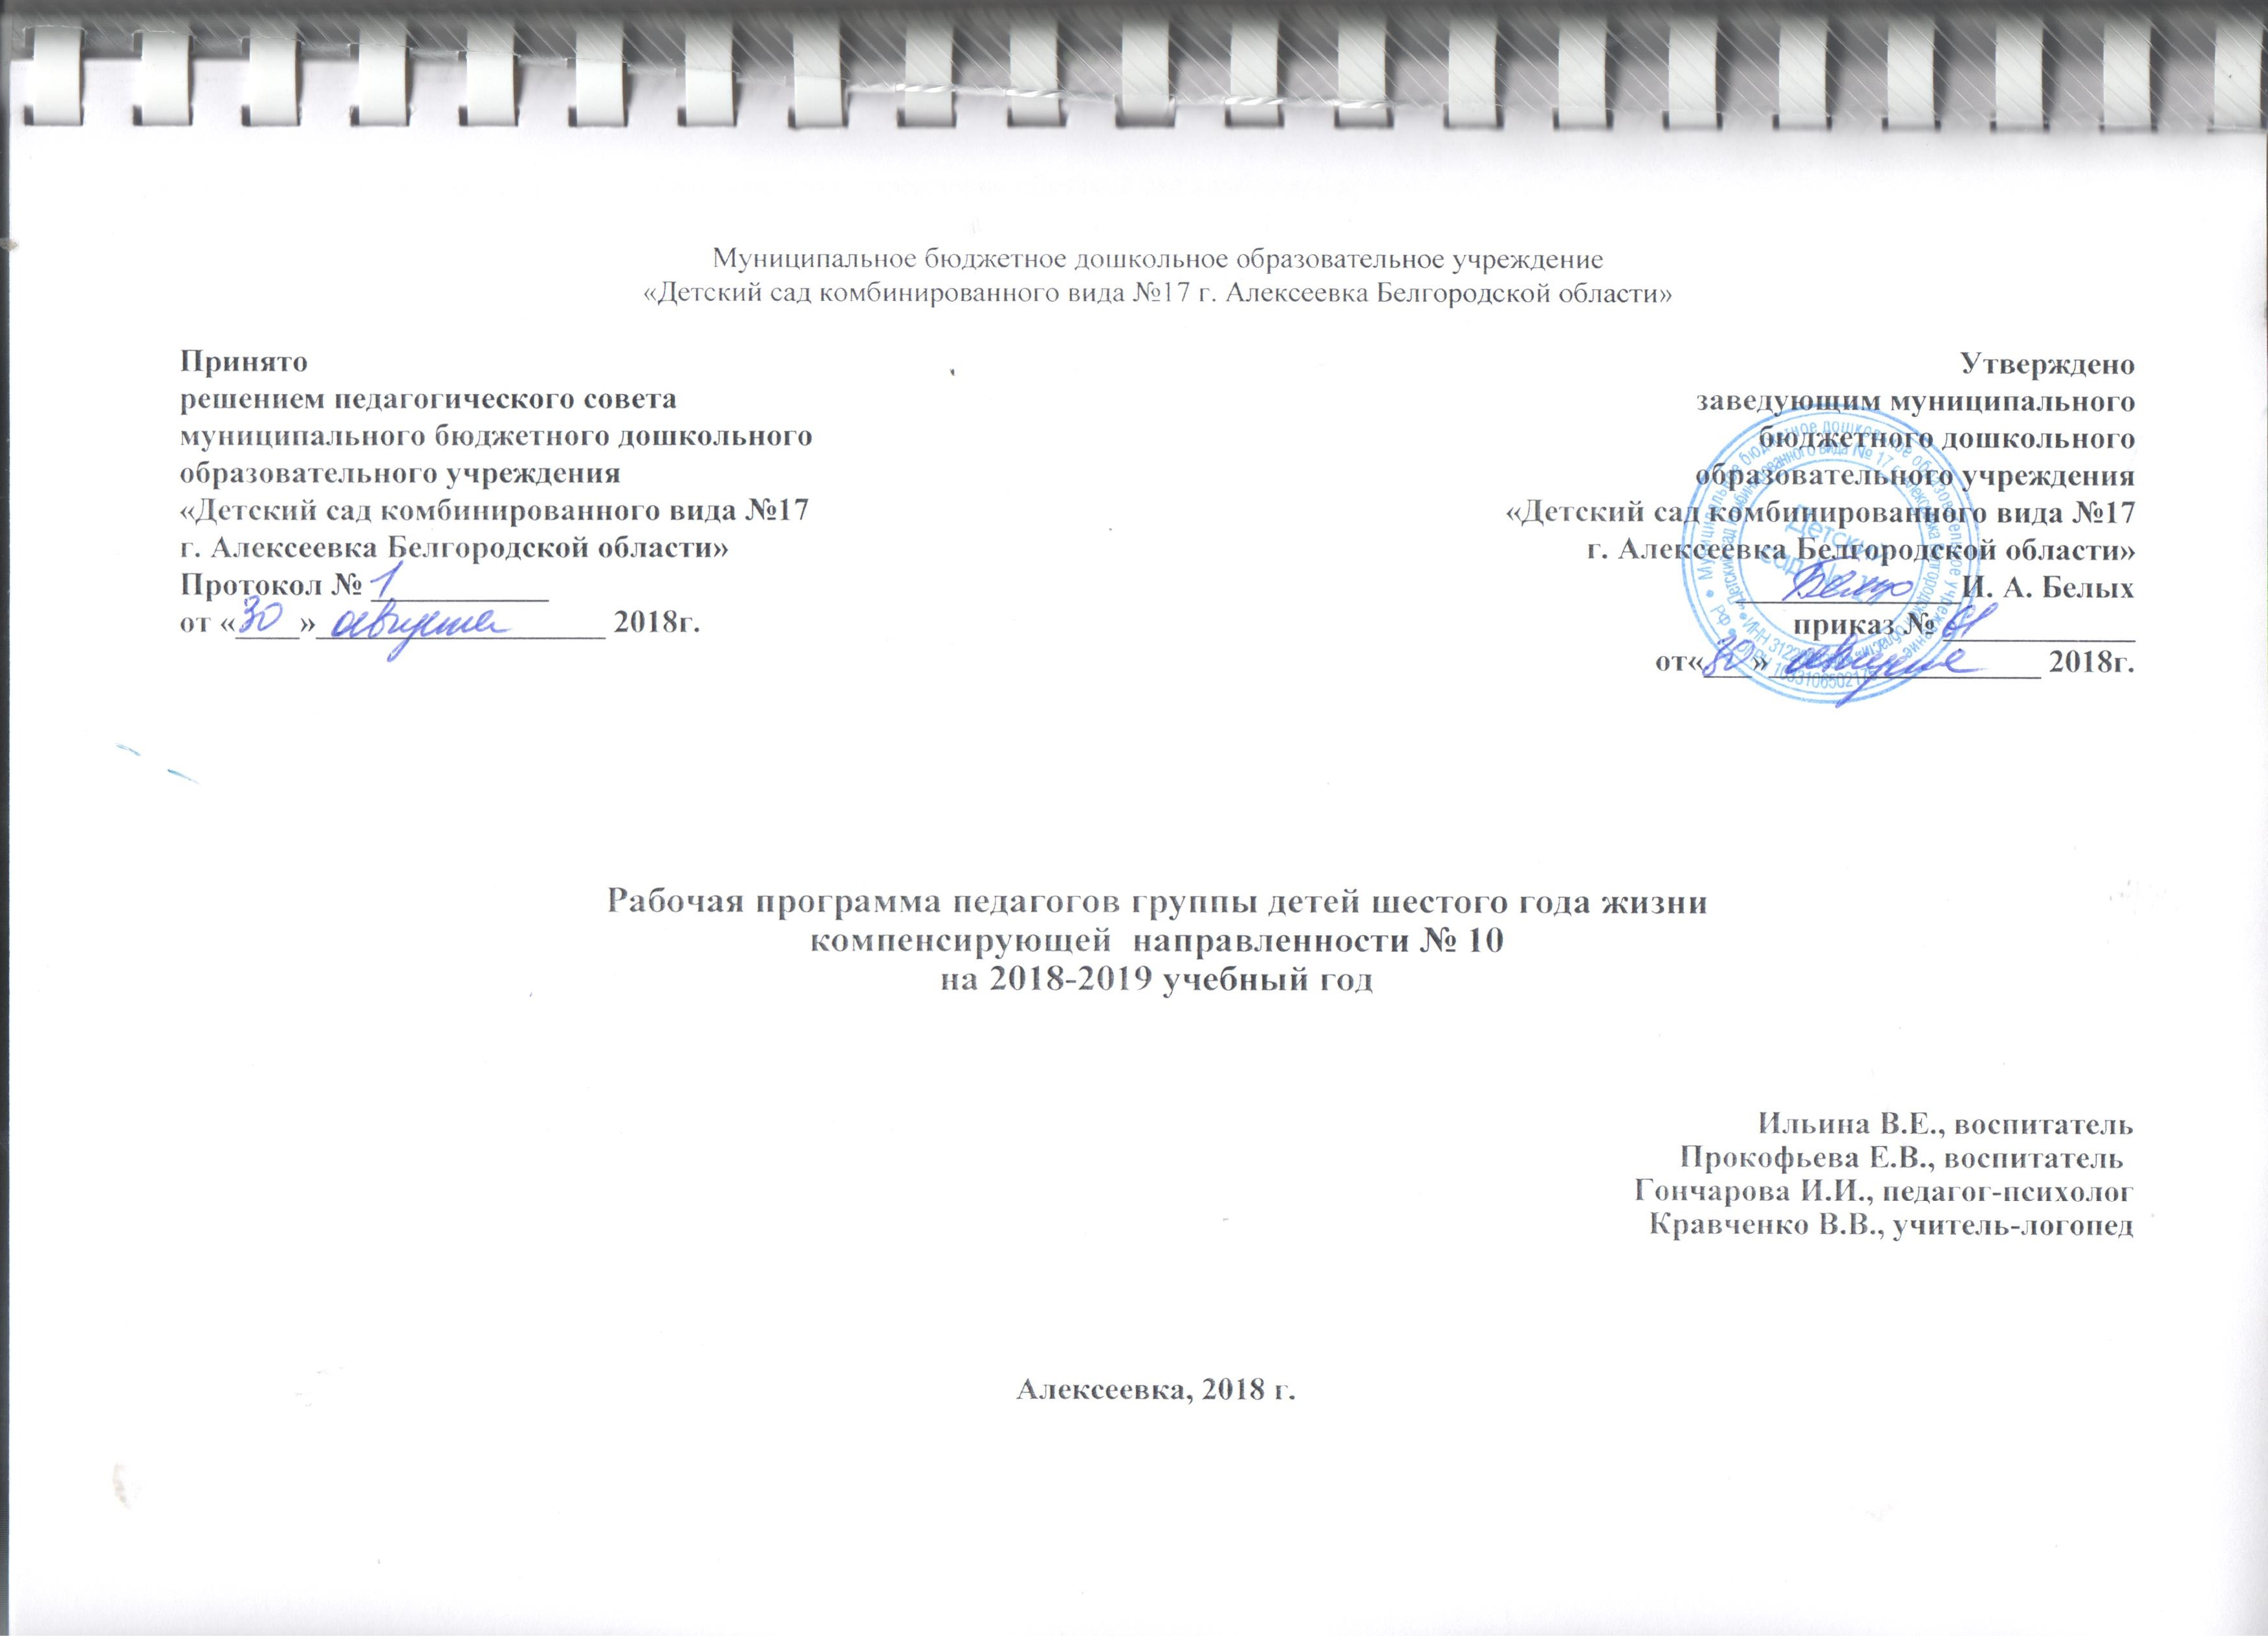 Муниципальное бюджетное дошкольное образовательное учреждение
«Детский сад комбинированного вида №17 г. Алексеевка Белгородской области»
Принято
решением педагогического совета
муниципального бюджетного дошкольного
образовательного учреждения
«Детский сад комбинированного вида №17
г. Алексеевка Белгородской области»
Протокол № 1
от «30» августа 2018г.
Утверждено
заведующим муниципального
бюджетного дошкольного
образовательного учреждения
«Детский сад комбинированного вида №17
г. Алексеевка Белгородской области»
И. А. Белых
приказ № 61
от«30» августа 2018г.
Детский
сад №
Рабочая программа педагогов группы детей шестого года жизни
компенсирующей направленности № 10
на 2018-2019 учебный год
Ильина В.Е., воспитатель
Прокофьева Е.В., воспитатель
Гончарова И.И., педагог-психолог
Кравченко В.В., учитель-логопед
Алексеевка, 2018 г.